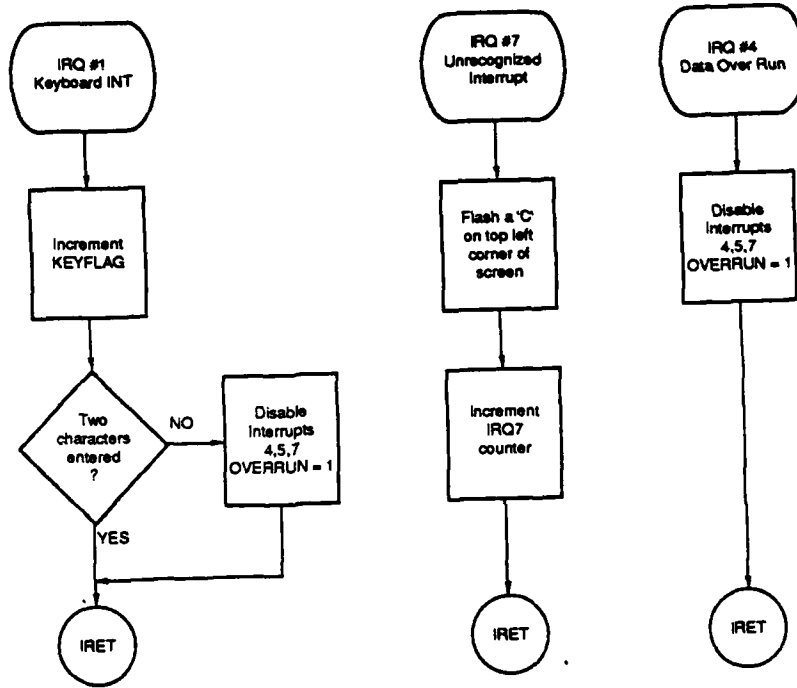 IRQ #1
Keyboard INT
Increment
KEYFLAG
Two
characters
entered
?
NO
YES
Disable
Interrupts
4,5,7
OVERRUN = 1
IRET
IRQ #7
Unrecognized
Interrupt
Flash a 'C'
on top left
corner of
screen
Increment
IRQ7
counter
IRET
IRQ #4
Data Over Run
Disable
Interrupts
4,5,7
OVERRUN = 1
IRET